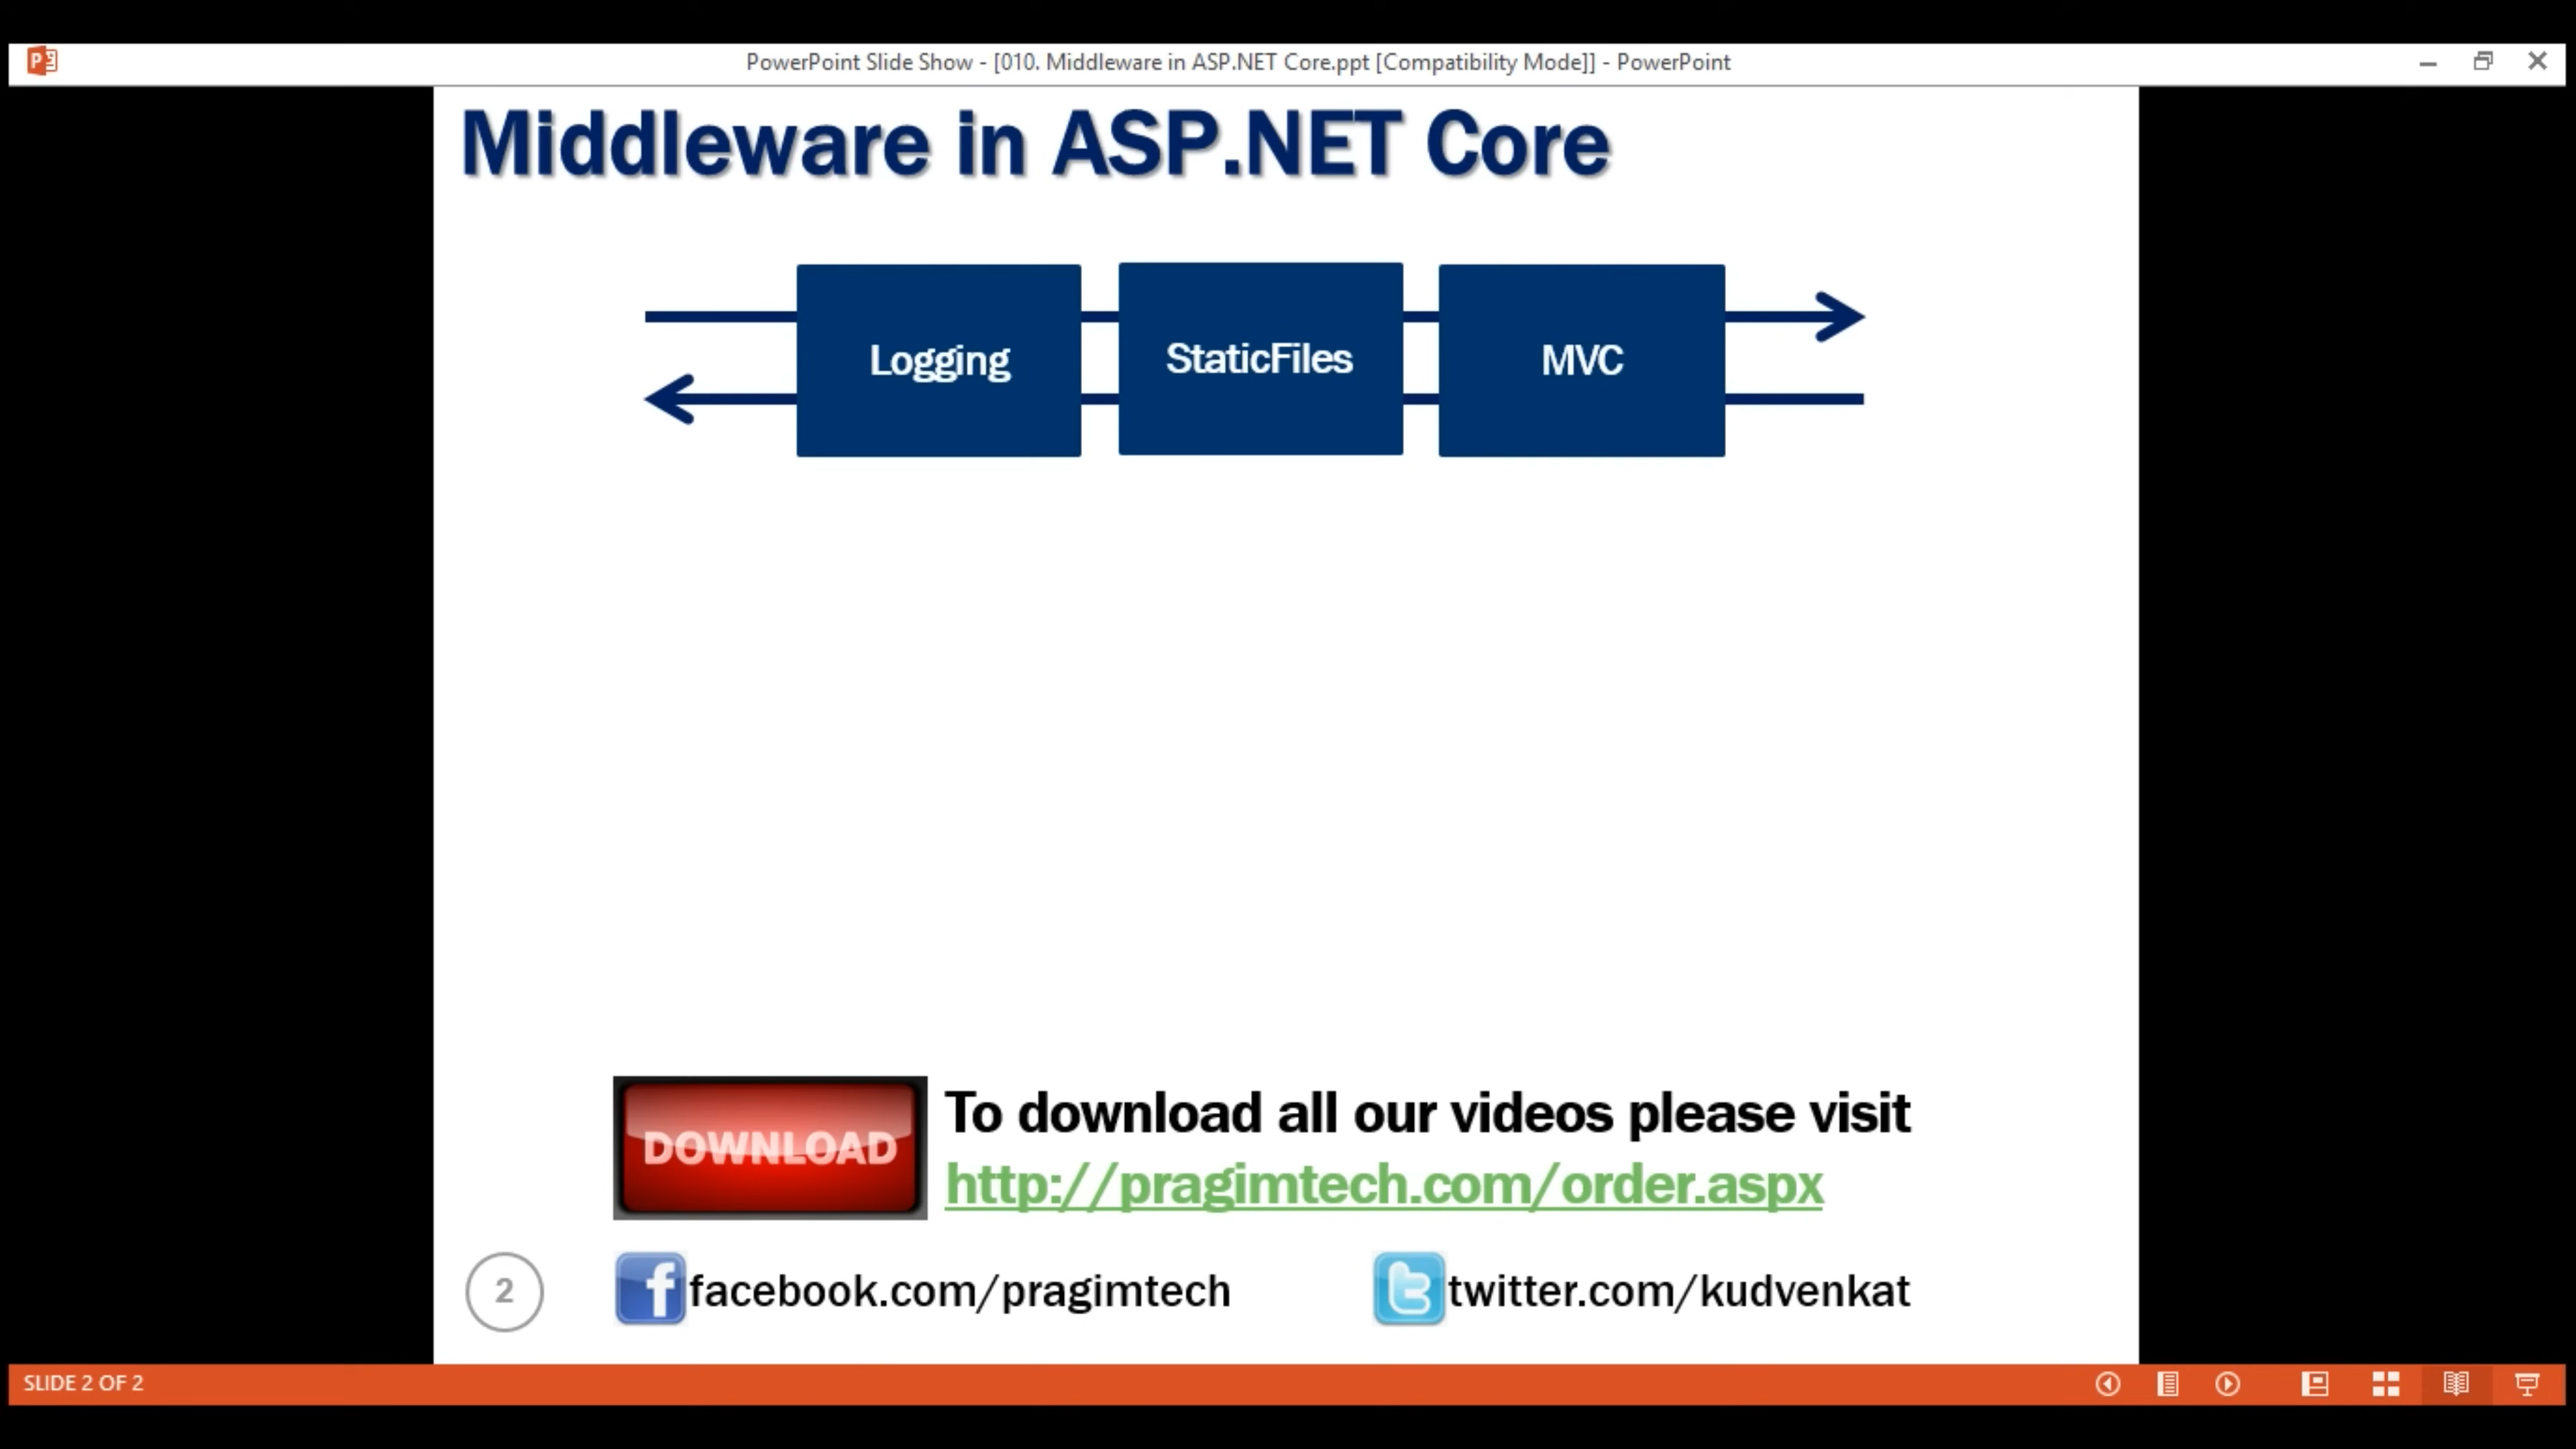 PowerPoint Slide Show - [010. Middleware in ASP.NET Core.ppt [Compatibility Mode]] - PowerPoint
Middleware in ASP.NET Core
Logging
StaticFiles
MVC
DOWNLOAD
To download all our videos please visit
http://pragimtech.com/order.aspx
2
facebook.com/pragimtech
twitter.com/kudvenkat
SLIDE 2 OF 2